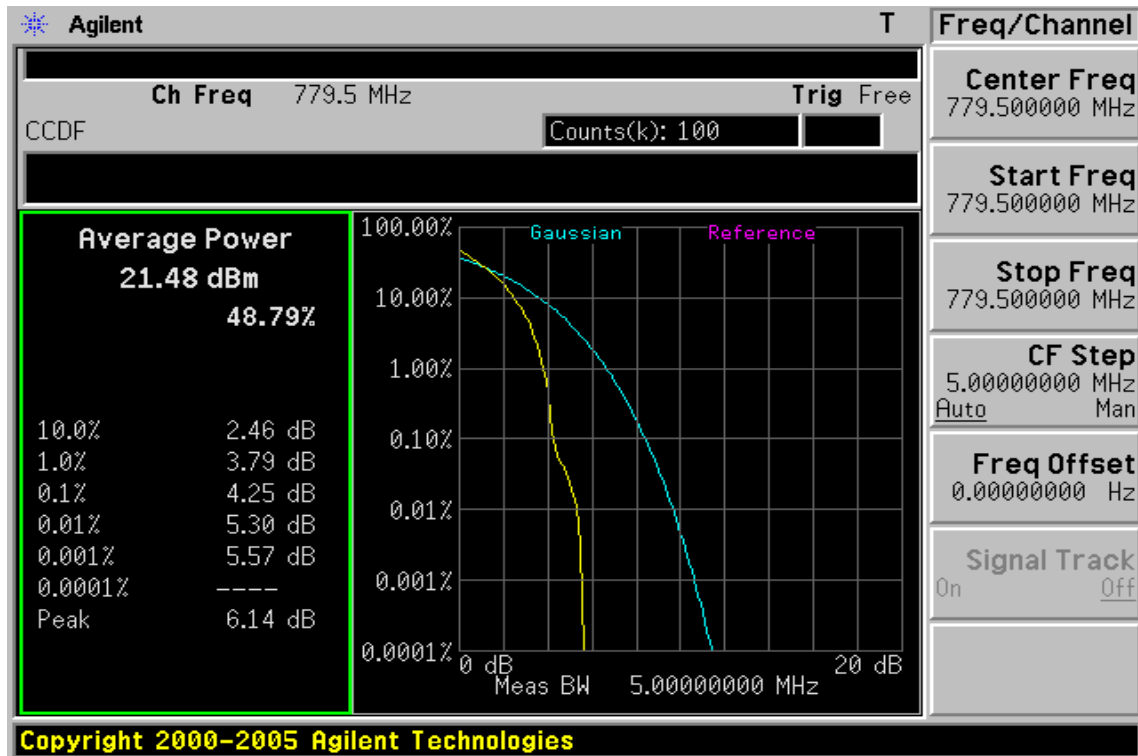 Agilent T
Ch Freq 779.5 MHz Trig Free
CCDF
Counts(k): 100
Average Power
21.48 dBm
48.79%
10.0% 2.46 dB
1.0% 3.79 dB
0.1% 4.25 dB
0.01% 5.30 dB
0.001% 5.57 dB
0.0001% ----
Peak 6.14 dB
Gaussian Reference
100.00%
10.00%
1.00%
0.10%
0.01%
0.001%
0.0001%
0 dB 20 dB
Meas BW 5.00000000 MHz
Freq/Channel
Center Freq
779.500000 MHz
Start Freq
779.500000 MHz
Stop Freq
779.500000 MHz
CF Step
5.00000000 MHz
Auto Man
Freq Offset
0.00000000 Hz
Signal Track
On Off
Copyright 2000-2005 Agilent Technologies